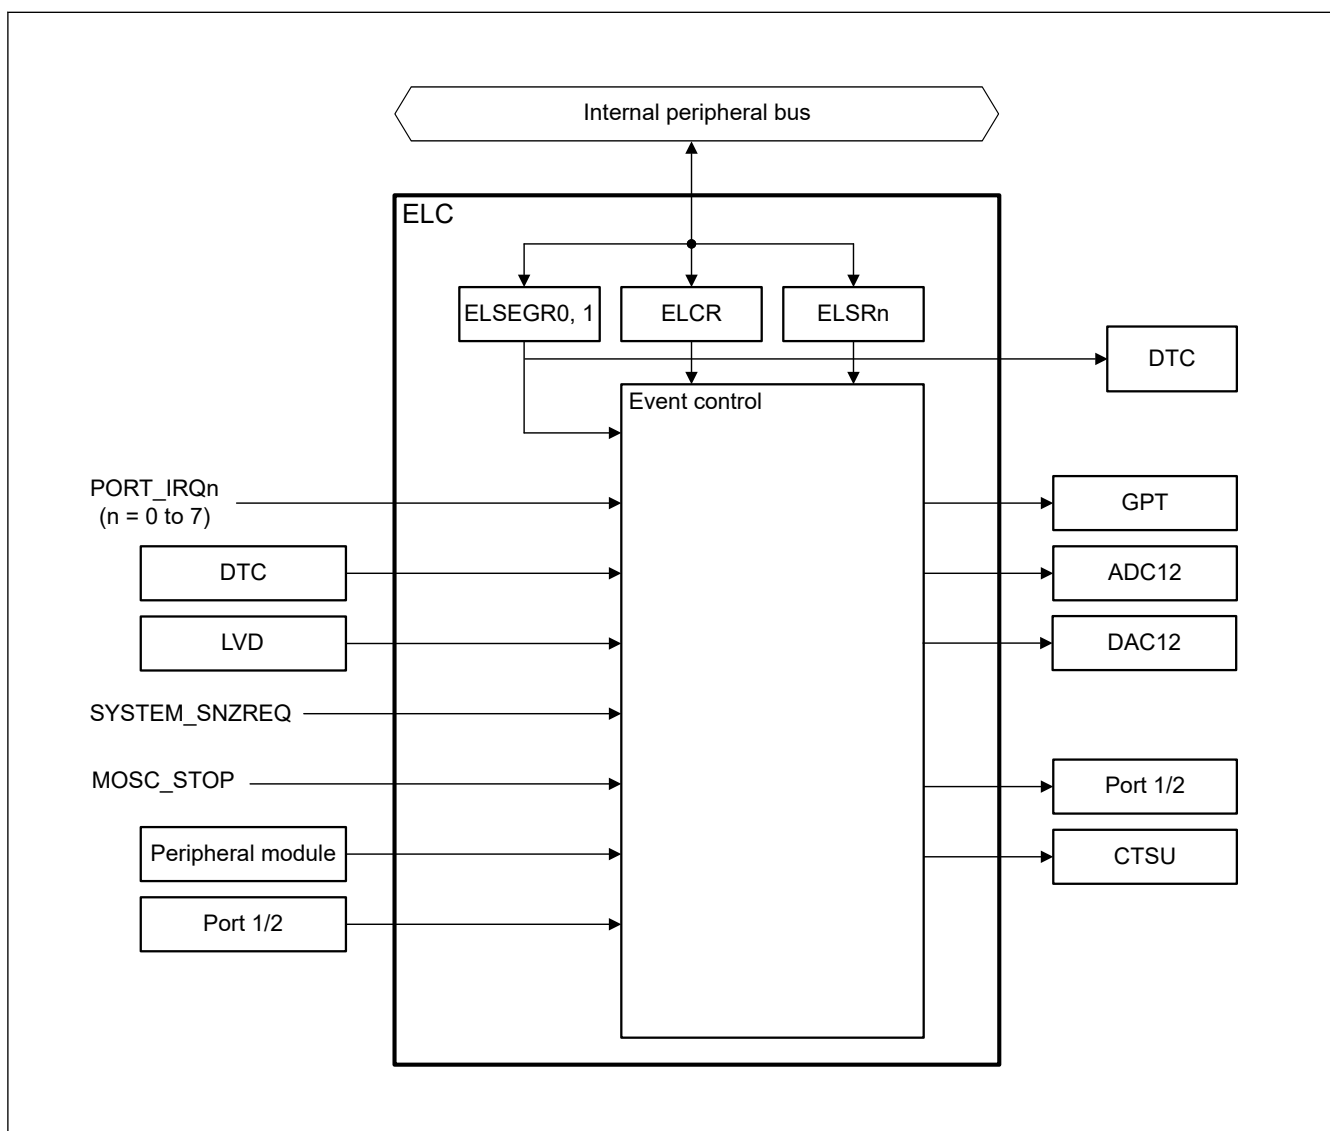 Internal peripheral bus
ELC
ELSEGR0, 1
ELCR
ELSRn
DTC
Event control
PORT_IRQn
(n = 0 to 7)
GPT
DTC
ADC12
LVD
DAC12
SYSTEM_SNZREQ
MOSC_STOP
Port 1/2
Peripheral module
CTSU
Port 1/2